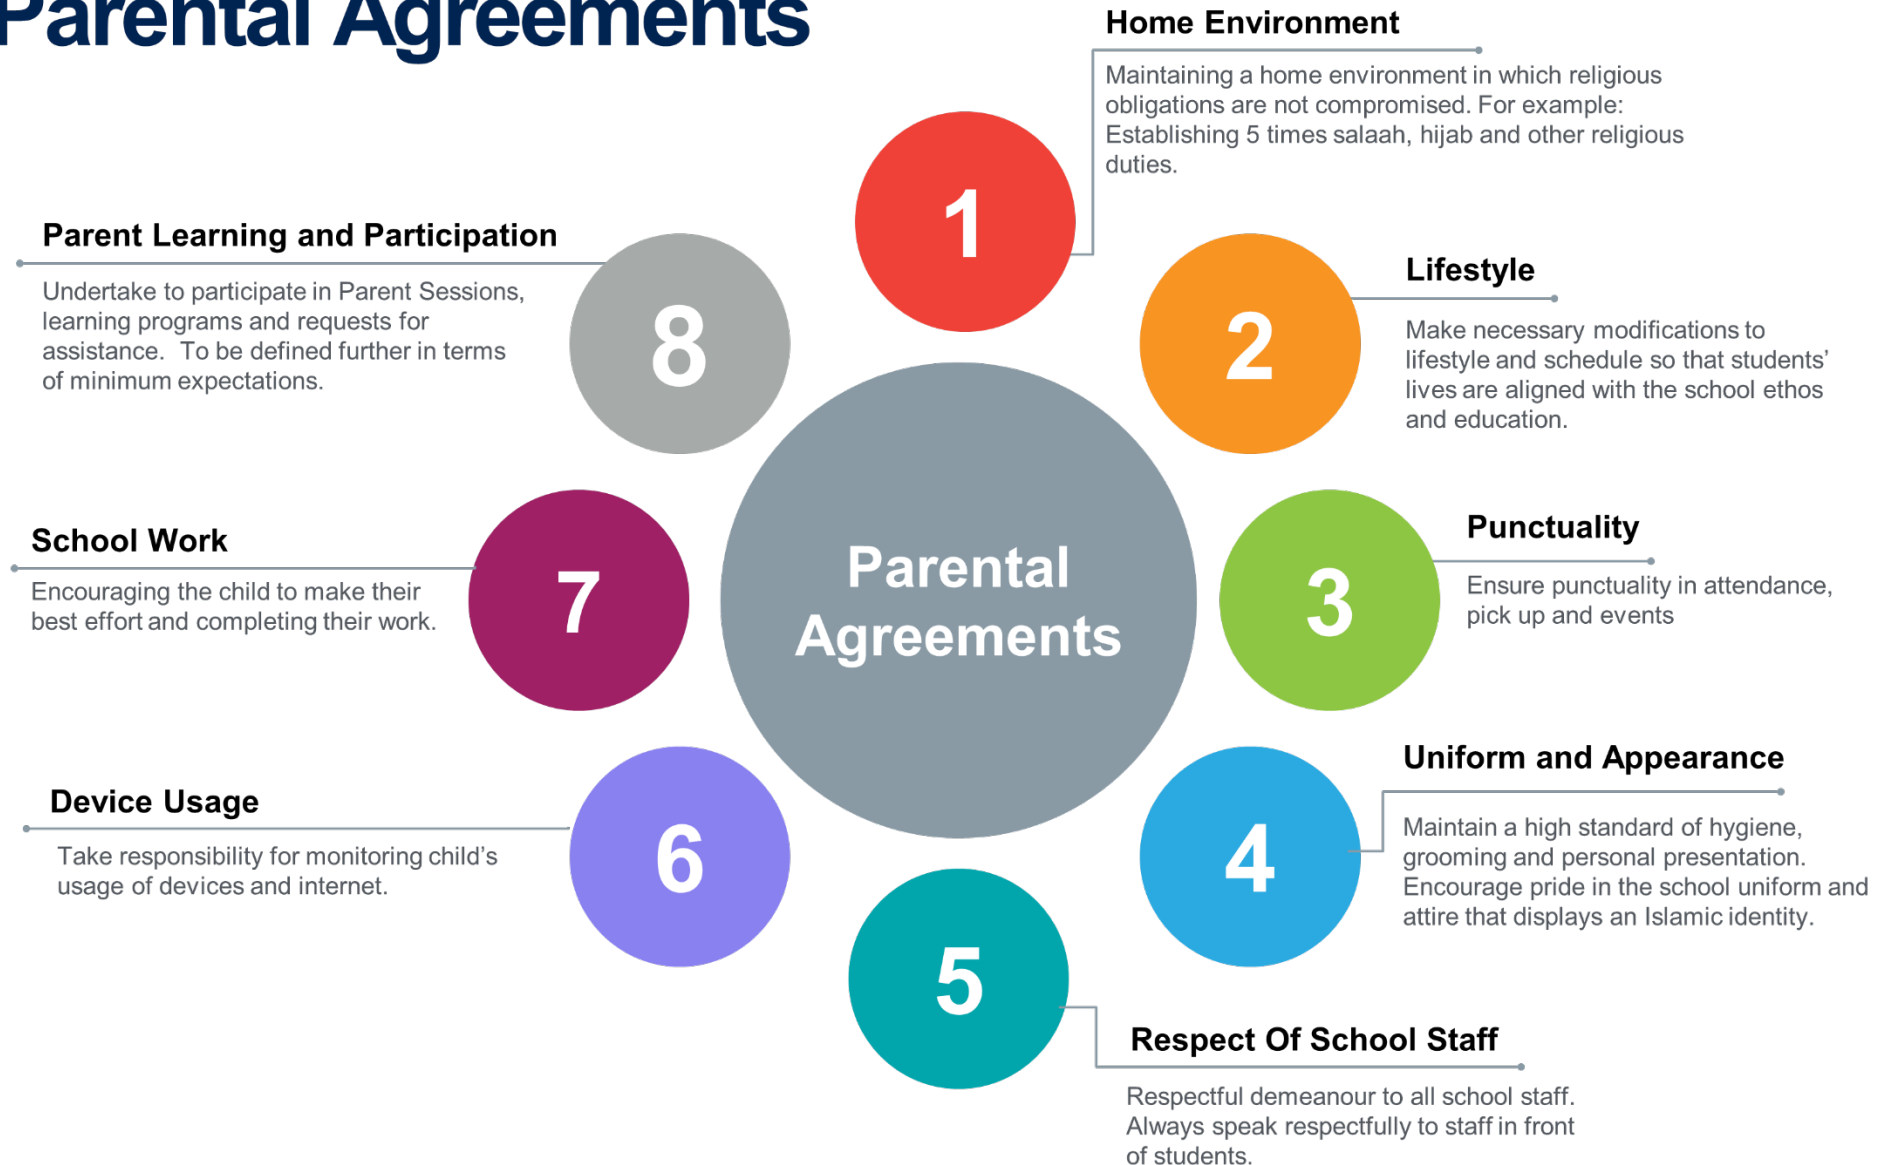 Parental Agreements
1
Home Environment
Maintaining a home environment in which religious
obligations are not compromised. For example:
Establishing 5 times salaah, hijab and other religious
duties.
2
Lifestyle
Make necessary modifications to
lifestyle and schedule so that students’
lives are aligned with the school ethos
and education.
3
Punctuality
Ensure punctuality in attendance,
pick up and events
4
Uniform and Appearance
Maintain a high standard of hygiene,
grooming and personal presentation.
Encourage pride in the school uniform and
attire that displays an Islamic identity.
5
Respect Of School Staff
Respectful demeanour to all school staff.
Always speak respectfully to staff in front
of students.
6
Device Usage
Take responsibility for monitoring child’s
usage of devices and internet.
7
School Work
Encouraging the child to make their
best effort and completing their work.
8
Parent Learning and Participation
Undertake to participate in Parent Sessions,
learning programs and requests for
assistance.  To be defined further in terms
of minimum expectations.
Parental
Agreements